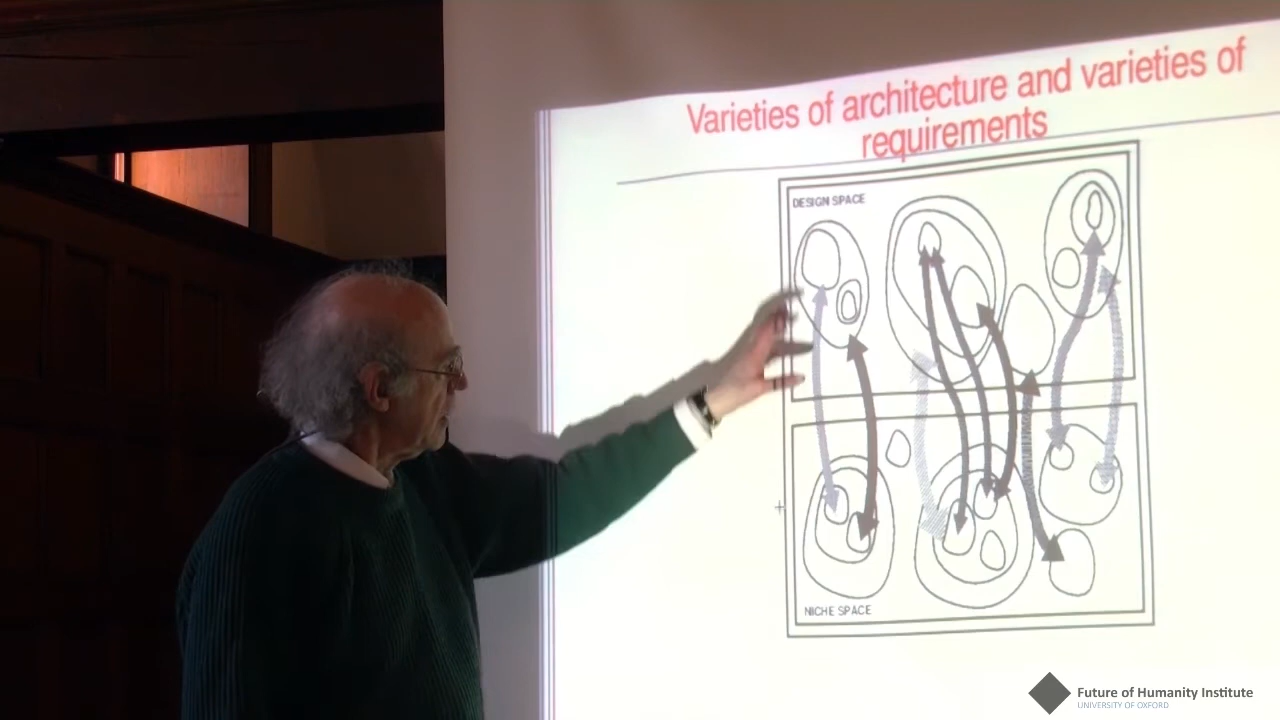 Varieties of architecture and varieties of
requirements
DESIGN SPACE
NICHE SPACE
Future of Humanity Institute
UNIVERSITY OF OXFORD